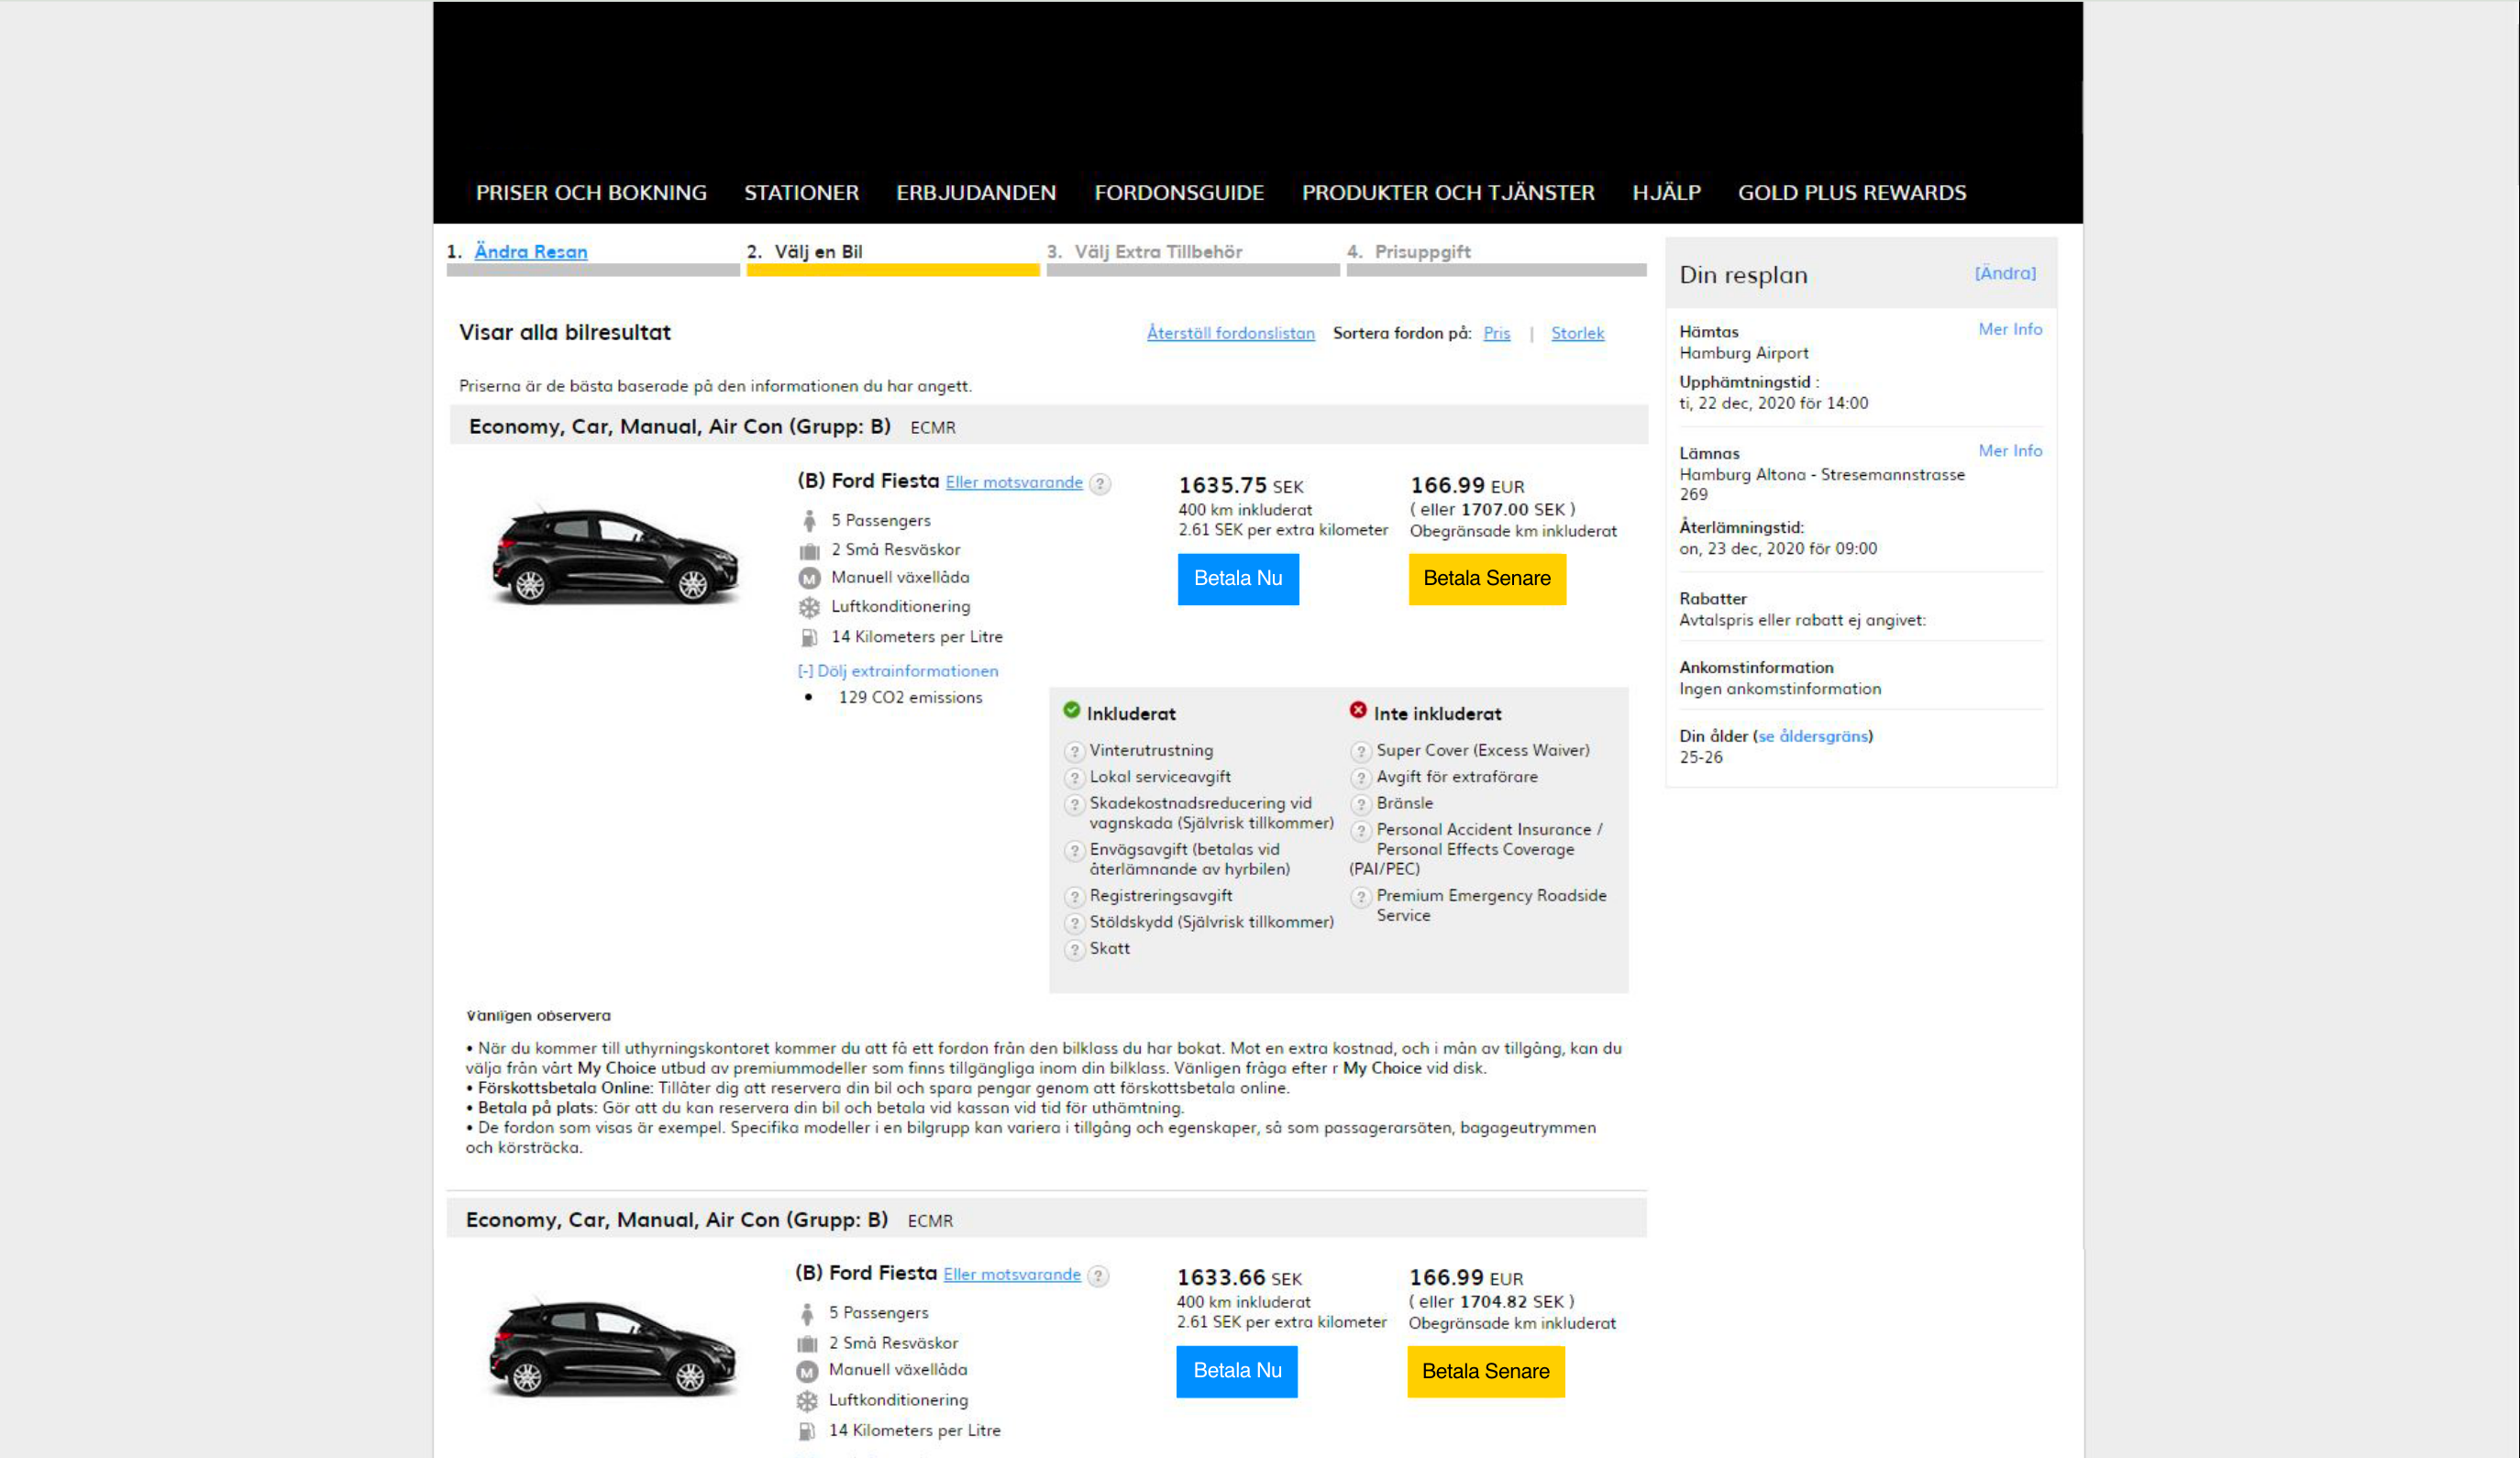 PRISER OCH BOKNING STATIONER ERBJUDANDEN FORDONSGUIDE PRODUKTER OCH TJÄNSTER HJÄLP GOLD PLUS REWARDS
1. Ändra Resan 2. Välj en Bil 3. Välj Extra Tillbehör 4. Prisuppgift
Visar alla bilresultat
Återställ fordonslistan Sortera fordon på: Pris | Storlek
Priserna är de bästa baserade på den informationen du har angett.
Economy, Car, Manual, Air Con (Grupp: B) ECMR
(B) Ford Fiesta Eller motsvarande ?
5 Passengers
2 Små Resväskor
M Manuell växellåda
Luftkonditionering
14 Kilometers per Litre
[-] Dölj extrainformationen
• 129 CO2 emissions
1635.75 SEK
400 km inkluderat
2.61 SEK per extra kilometer
Betala Nu
166.99 EUR
( eller 1707.00 SEK )
Obegränsade km inkluderat
Betala Senare
Inkluderat
? Vinterutrustning
? Lokal serviceavgift
? Skadekostnadsreducering vid
vagnskada (Självrisk tillkommer)
? Envägsavgift (betalas vid
återlämnande av hyrbilen)
? Registreringsavgift
? Stöldskydd (Självrisk tillkommer)
? Skatt
Inte inkluderat
? Super Cover (Excess Waiver)
? Avgift för extraförare
? Bränsle
? Personal Accident Insurance /
Personal Effects Coverage
(PAI/PEC)
? Premium Emergency Roadside
Service
Vänligen observera
• När du kommer till uthyrningskontoret kommer du att få ett fordon från den bilklass du har bokat. Mot en extra kostnad, och i mån av tillgång, kan du
välja från vårt My Choice utbud av premiummodeller som finns tillgängliga inom din bilklass. Vänligen fråga efter r My Choice vid disk.
• Förskottsbetala Online: Tillåter dig att reservera din bil och spara pengar genom att förskottsbetala online.
• Betala på plats: Gör att du kan reservera din bil och betala vid kassan vid tid för uthämtning.
• De fordon som visas är exempel. Specifika modeller i en bilgrupp kan variera i tillgång och egenskaper, så som passagerarsäten, bagageutrymmen
och körsträcka.
Economy, Car, Manual, Air Con (Grupp: B) ECMR
(B) Ford Fiesta Eller motsvarande ?
5 Passengers
2 Små Resväskor
M Manuell växellåda
Luftkonditionering
14 Kilometers per Litre
1633.66 SEK
400 km inkluderat
2.61 SEK per extra kilometer
Betala Nu
166.99 EUR
( eller 1704.82 SEK )
Obegränsade km inkluderat
Betala Senare
Din resplan [Ändra]
Hämtas Mer Info
Hamburg Airport
Upphämtningstid :
ti, 22 dec, 2020 för 14:00
Lämnas Mer Info
Hamburg Altona - Stresemannstrasse
269
Återlämningstid:
on, 23 dec, 2020 för 09:00
Rabatter
Avtalspris eller rabatt ej angivet:
Ankomstinformation
Ingen ankomstinformation
Din ålder (se åldersgräns)
25-26